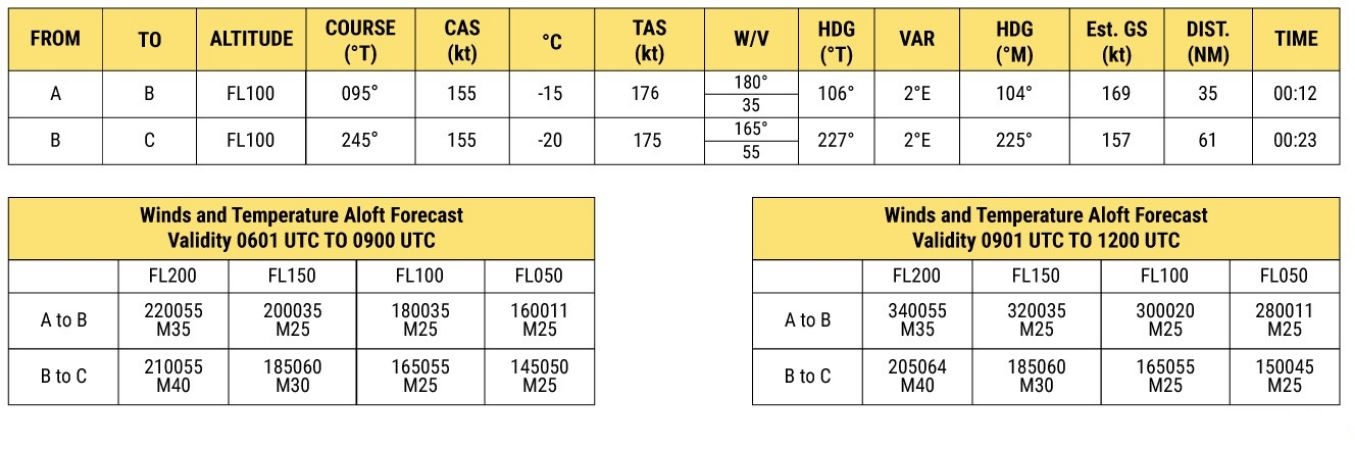 FROM TO ALTITUDE COURSE (°T) CAS (kt) °C TAS (kt) W/V HDG (°T) VAR HDG (°M) Est. GS (kt) DIST. (NM) TIME
A B FL100 095° 155 -15 176 180° 35 106° 2°E 104° 169 35 00:12
B C FL100 245° 155 -20 175 165° 55 227° 2°E 225° 157 61 00:23
Winds and Temperature Aloft Forecast
Validity 0601 UTC TO 0900 UTC
FL200 FL150 FL100 FL050
A to B 220055 M35 200035 M25 180035 M25 160011 M25
B to C 210055 M40 185060 M30 165055 M25 145050 M25
Winds and Temperature Aloft Forecast
Validity 0901 UTC TO 1200 UTC
FL200 FL150 FL100 FL050
A to B 340055 M35 320035 M25 300020 M25 280011 M25
B to C 205064 M40 185060 M30 165055 M25 150045 M25